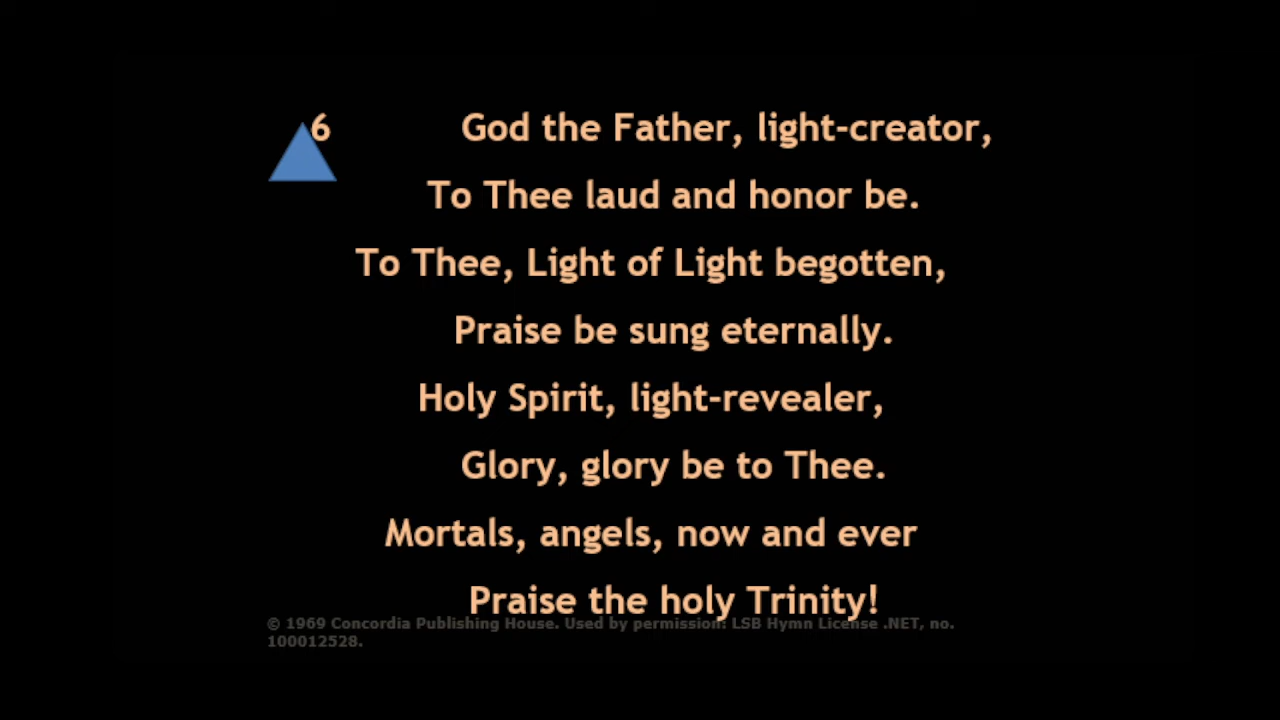 6 God the Father, light-creator,
To Thee laud and honor be.
To Thee, Light of Light begotten,
Praise be sung eternally.
Holy Spirit, light-revealer,
Glory, glory be to Thee.
Mortals, angels, now and ever
Praise the holy Trinity!
© 1969 Concordia Publishing House. Used by permission: LSB Hymn License .NET, no.
100012528.